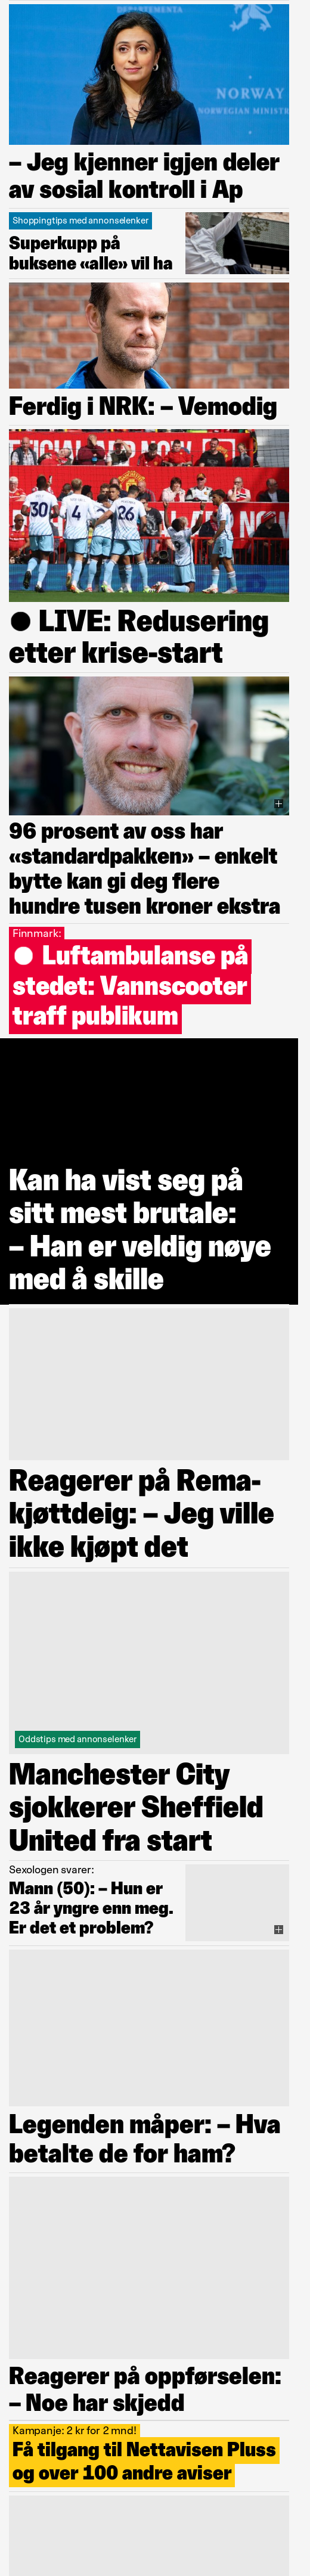 DEPARTEMENTA
NORWAY
NORWEGIAN MINISTR
– Jeg kjenner igjen deler
av sosial kontroll i Ap
Shoppingtips med annonselenker
Superkupp på
buksene «alle» vil ha
Ferdig i NRK: – Vemodig
30
4
26
● LIVE: Redusering
etter krise-start
96 prosent av oss har
«standardpakken» – enkelt
bytte kan gi deg flere
hundre tusen kroner ekstra
Finnmark:
● Luftambulanse på
stedet: Vannscooter
traff publikum
Kan ha vist seg på
sitt mest brutale:
– Han er veldig nøye
med å skille
Reagerer på Rema-
kjøttdeig: – Jeg ville
ikke kjøpt det
Oddstips med annonselenker
Manchester City
sjokkerer Sheffield
United fra start
Sexologen svarer:
Mann (50): – Hun er
23 år yngre enn meg.
Er det et problem?
Legenden måper: – Hva
betalte de for ham?
Reagerer på oppførselen:
– Noe har skjedd
Kampanje: 2 kr for 2 mnd!
Få tilgang til Nettavisen Pluss
og over 100 andre aviser